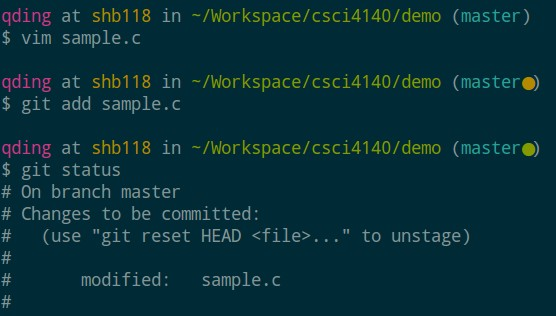 qding at shb118 in ~/Workspace/csci4140/demo (master)
$ vim sample.c
qding at shb118 in ~/Workspace/csci4140/demo (master●)
$ git add sample.c
qding at shb118 in ~/Workspace/csci4140/demo (master●)
$ git status
# On branch master
# Changes to be committed:
#   (use "git reset HEAD <file>..." to unstage)
#
#       modified:   sample.c
#